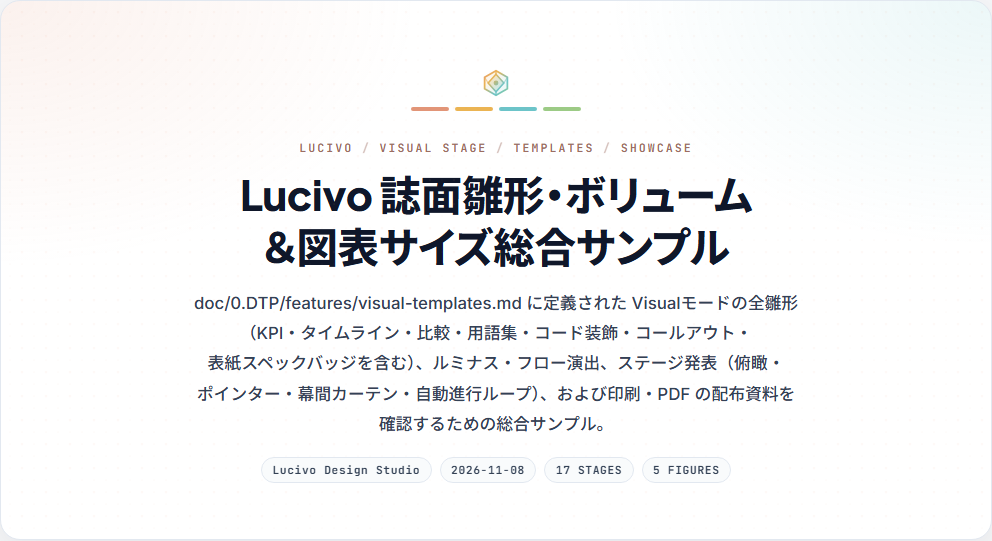 LUCIVO / VISUAL STAGE / TEMPLATES / SHOWCASE
Lucivo 誌面雛形・ボリューム
&図表サイズ総合サンプル
doc/0.DTP/features/visual-templates.md に定義された Visualモードの全雛形
（KPI・タイムライン・比較・用語集・コード装飾・コールアウト・
表紙スペックバッジを含む）、ルミナス・フロー演出、ステージ発表（俯瞰・
ポインター・幕間カーテン・自動進行ループ）、および印刷・PDF の配布資料を
確認するための総合サンプル。
Lucivo Design Studio 2026-11-08 17 STAGES 5 FIGURES